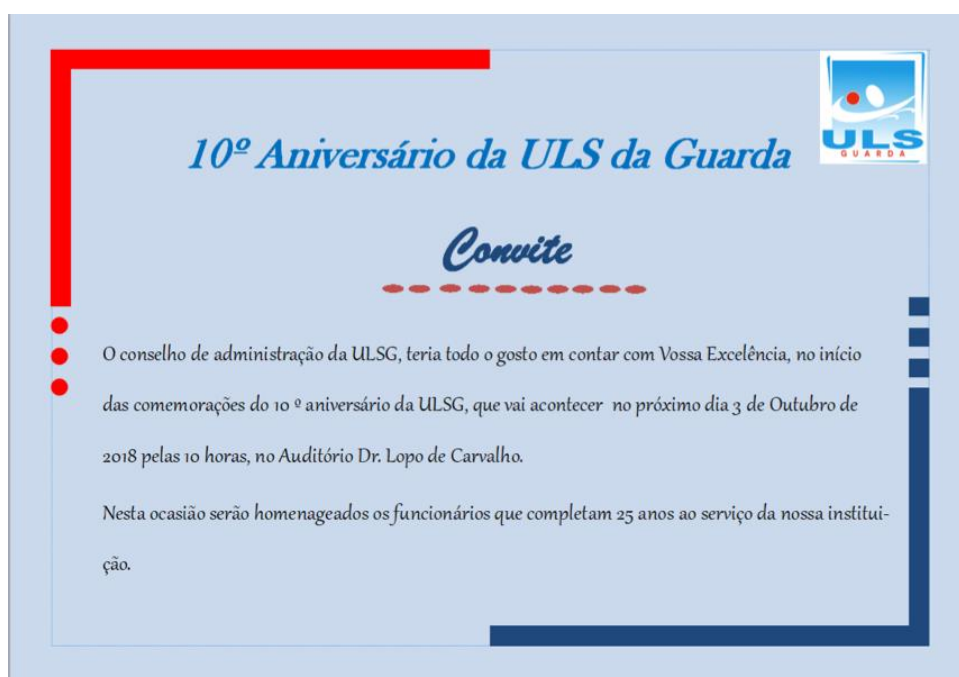 ULS
GUARDA
10º Aniversário da ULS da Guarda
Convite
O conselho de administração da ULSG, teria todo o gosto em contar com Vossa Excelência, no início
das comemorações do 10 º aniversário da ULSG, que vai acontecer no próximo dia 3 de Outubro de
2018 pelas 10 horas, no Auditório Dr. Lopo de Carvalho.
Nesta ocasião serão homenageados os funcionários que completam 25 anos ao serviço da nossa institui-
ção.